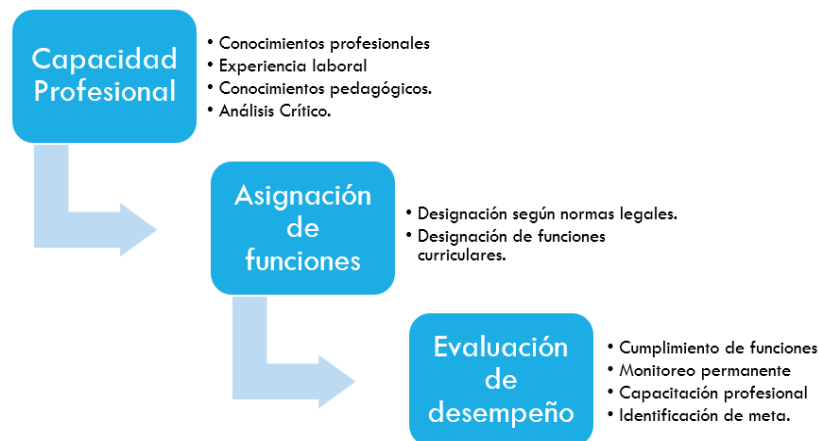 Capacidad
Profesional
• Conocimientos profesionales
• Experiencia laboral
• Conocimientos pedagógicos.
• Análisis Crítico.
Asignación
de
funciones
• Designación según normas legales.
• Designación de funciones
curriculares.
Evaluación
de
desempeño
• Cumplimiento de funciones
• Monitoreo permanente
• Capacitación profesional
• Identificación de meta.